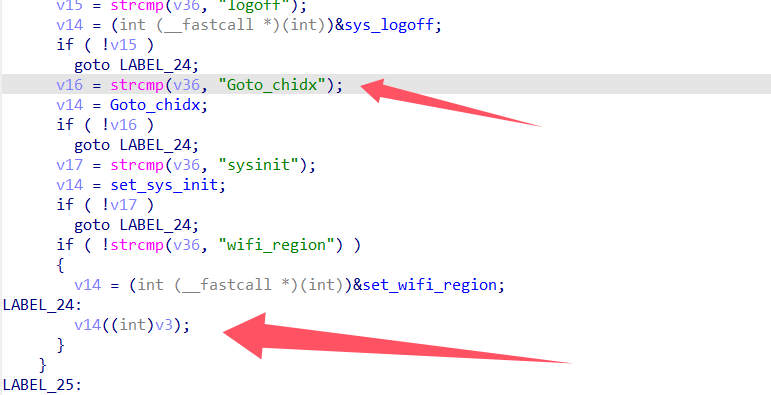 v15 = strcmp(v36, "logoff");
v14 = (int (__fastcall *)(int))&sys_logoff;
if ( !v15 )
goto LABEL_24;
v16 = strcmp(v36, "Goto_chidx");
v14 = Goto_chidx;
if ( !v16 )
goto LABEL_24;
v17 = strcmp(v36, "sysinit");
v14 = set_sys_init;
if ( !v17 )
goto LABEL_24;
if ( !strcmp(v36, "wifi_region") )
{
v14 = (int (__fastcall *)(int))&set_wifi_region;
LABEL_24:
v14((int)v3);
}
}
LABEL_25: